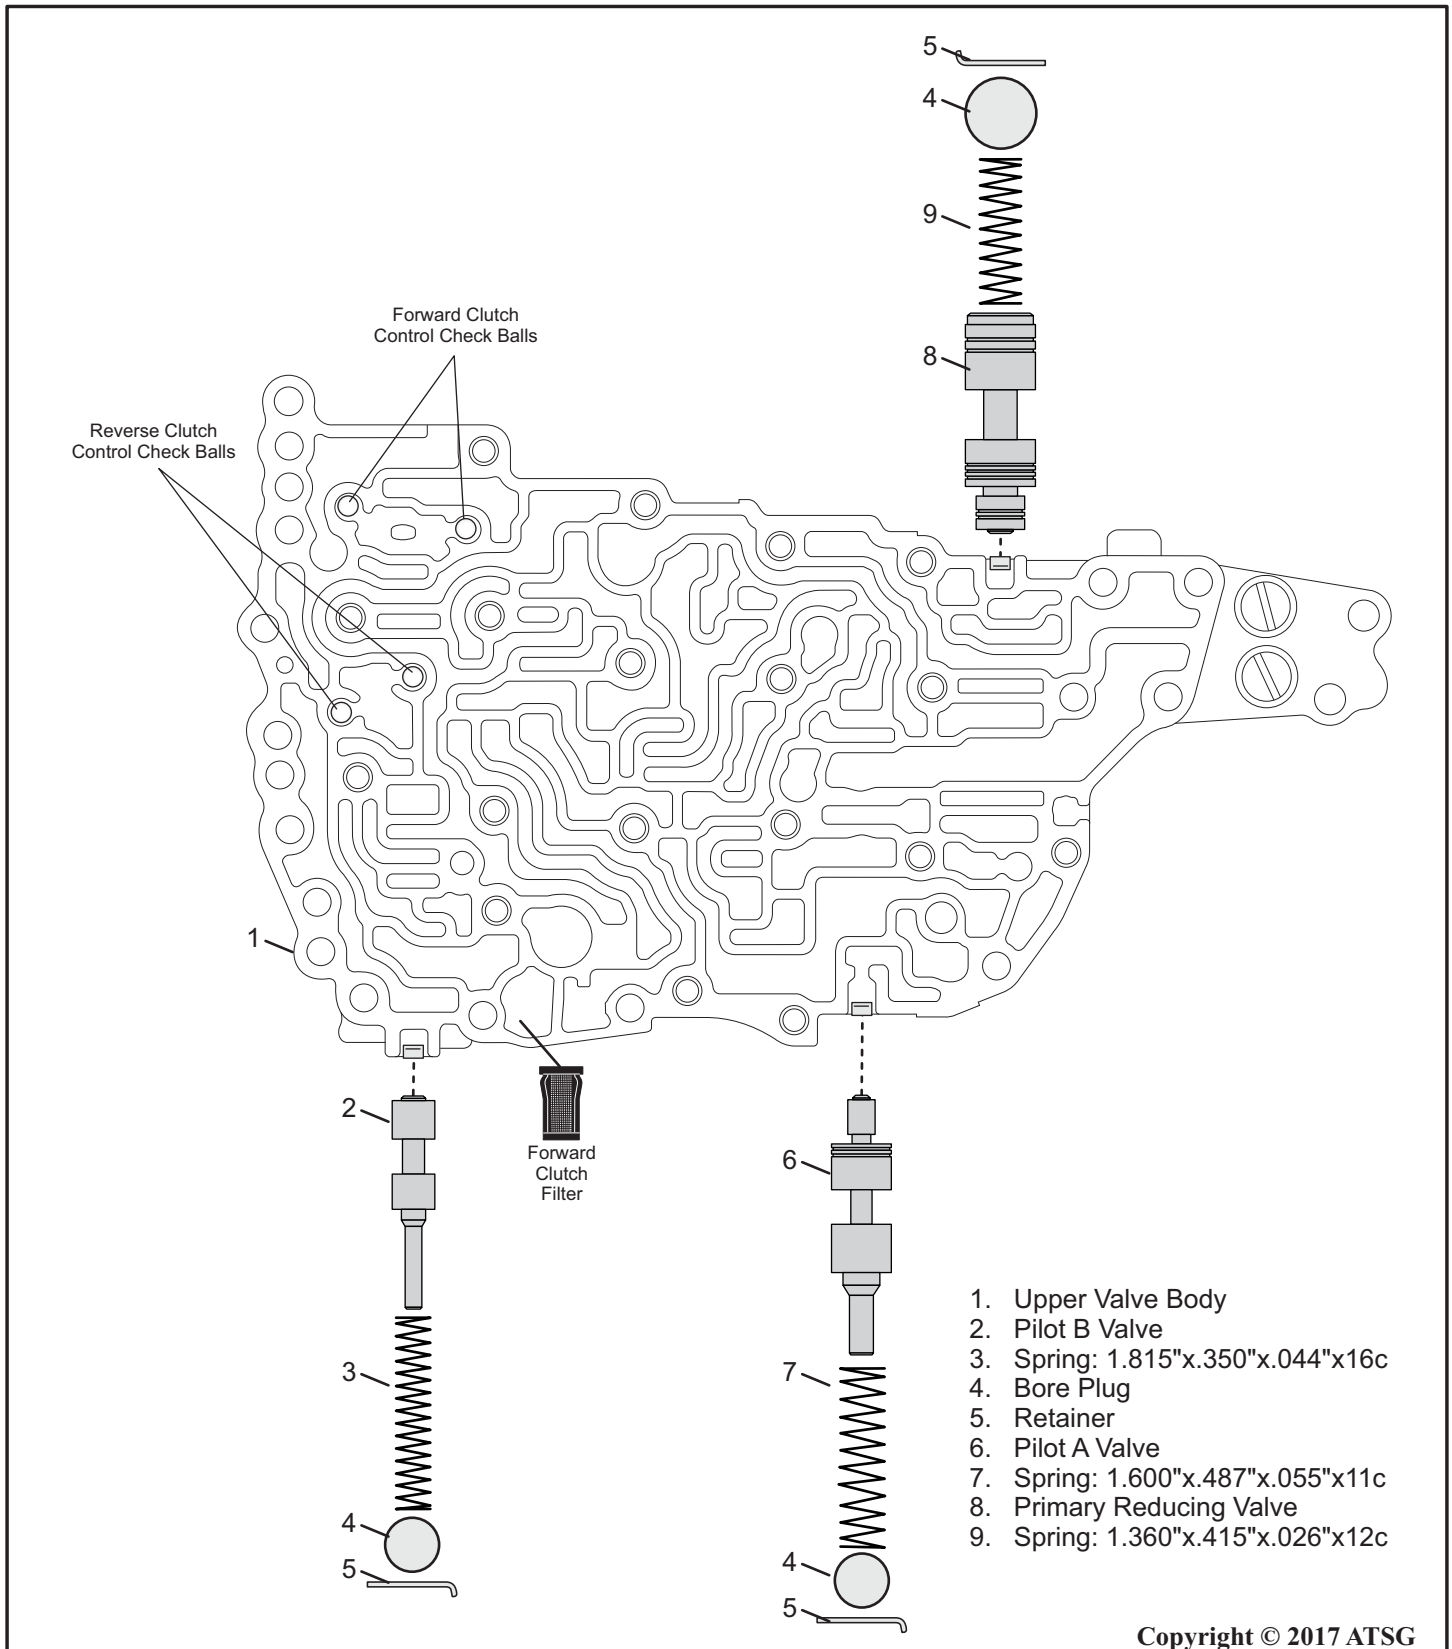 5
4
9
8
Forward Clutch
Control Check Balls
Reverse Clutch
Control Check Balls
1
2
3
4
5
Forward
Clutch
Filter
6
7
4
5
1. Upper Valve Body
2. Pilot B Valve
3. Spring: 1.815"x.350"x.044"x16c
4. Bore Plug
5. Retainer
6. Pilot A Valve
7. Spring: 1.600"x.487"x.055"x11c
8. Primary Reducing Valve
9. Spring: 1.360"x.415"x.026"x12c
Copyright © 2017 ATSG